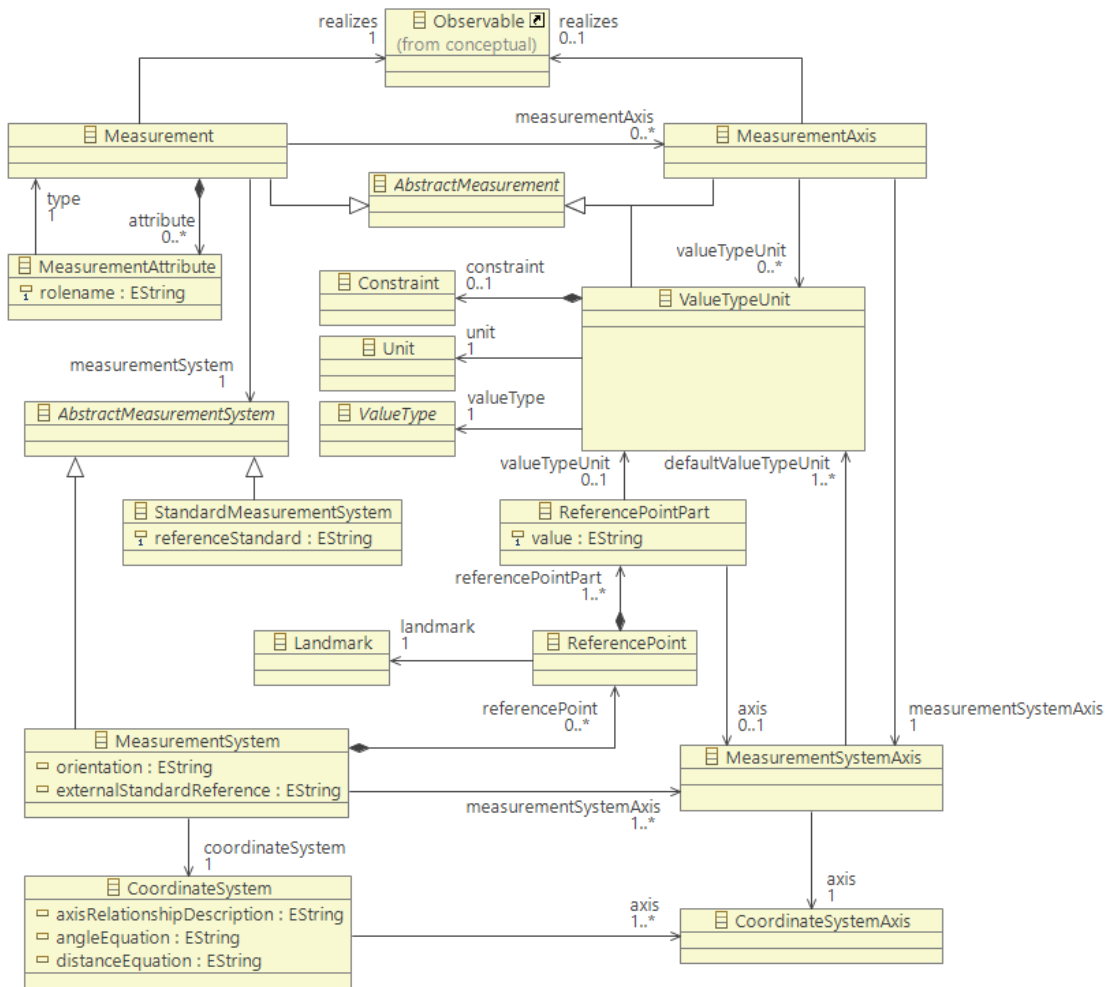 realizes
1
Observable
(from conceptual)
realizes
0..1
Measurement
measurementAxis
0..*
MeasurementAxis
AbstractMeasurement
type
1
attribute
0..*
valueTypeUnit
0..*
MeasurementAttribute
rolename : EString
constraint
0..1
Constraint
ValueTypeUnit
unit
1
Unit
measurementSystem
1
valueType
1
ValueType
AbstractMeasurementSystem
valueTypeUnit
0..1
defaultValueTypeUnit
1..*
StandardMeasurementSystem
referenceStandard : EString
ReferencePointPart
value : EString
referencePointPart
1..*
landmark
1
Landmark
ReferencePoint
referencePoint
0..*
axis
0..1
measurementSystemAxis
1
MeasurementSystem
orientation : EString
externalStandardReference : EString
MeasurementSystemAxis
measurementSystemAxis
1..*
coordinateSystem
1
CoordinateSystem
axisRelationshipDescription : EString
angleEquation : EString
distanceEquation : EString
axis
1..*
axis
1
CoordinateSystemAxis